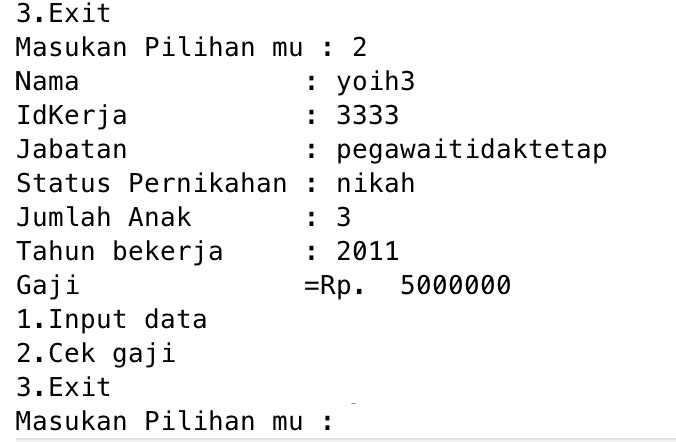 3.Exit
Masukan Pilihan mu : 2
Nama              : yoih3
IdKerja           : 3333
Jabatan           : pegawaitidaktetap
Status Pernikahan : nikah
Jumlah Anak       : 3
Tahun bekerja     : 2011
Gaji              =Rp.  5000000
1.Input data
2.Cek gaji
3.Exit
Masukan Pilihan mu :